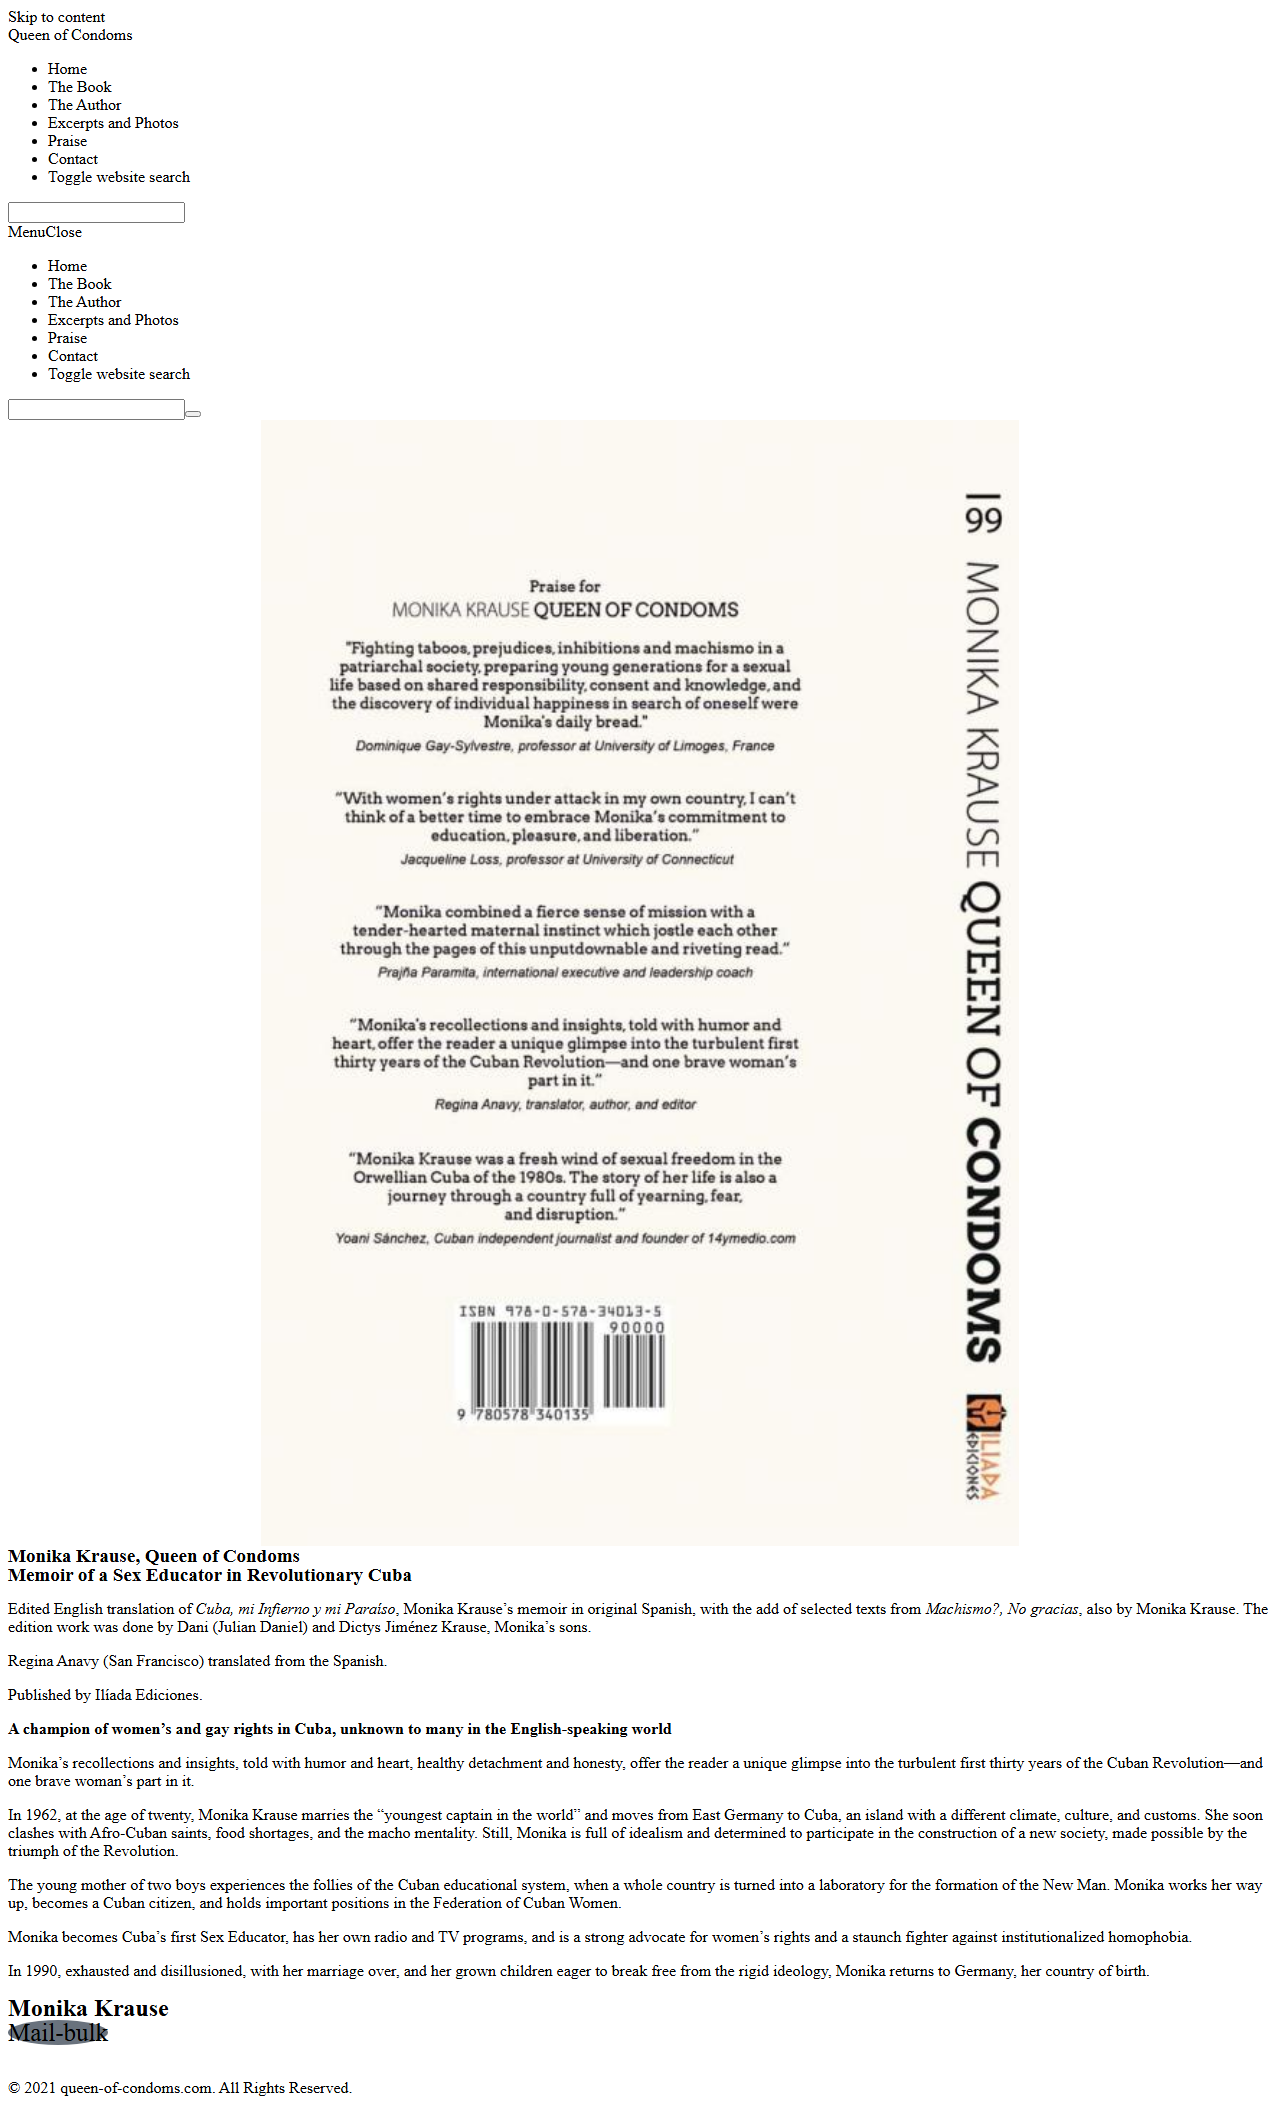 Skip to content
Queen of Condoms
Home
The Book
The Author
Excerpts and Photos
Praise
Contact
Toggle website search
MenuClose
Home
The Book
The Author
Excerpts and Photos
Praise
Contact
Toggle website search
Praise for
MONIKA KRAUSE QUEEN OF CONDOMS
"Fighting taboos, prejudices, inhibitions and machismo in a
patriarchal society, preparing young generations for a sexual
life based on shared responsibility, consent and knowledge, and
the discovery of individual happiness in search of oneself were
Monika's daily bread."
Dominique Gay-Sylvestre, professor at University of Limoges, France
"With women's rights under attack in my own country, I can't
think of a better time to embrace Monika's commitment to
education, pleasure, and liberation."
Jacqueline Loss, professor at University of Connecticut
"Monika combined a fierce sense of mission with a
tender-hearted maternal instinct which jostle each other
through the pages of this unputdownable and riveting read."
Prajña Paramita, international executive and leadership coach
"Monika's recollections and insights, told with humor and
heart, offer the reader a unique glimpse into the turbulent first
thirty years of the Cuban Revolution—and one brave woman's
part in it."
Regina Anavy, translator, author, and editor
"Monika Krause was a fresh wind of sexual freedom in the
Orwellian Cuba of the 1980s. The story of her life is also a
journey through a country full of yearning, fear,
and disruption."
Yoani Sánchez, Cuban independent journalist and founder of 14ymedio.com
ISBN 978-0-578-34013-5
90000
9 780578 340135
99 MONIKA KRAUSE QUEEN OF CONDOMS
ILIADA
EDICIONES
Monika Krause, Queen of Condoms
Memoir of a Sex Educator in Revolutionary Cuba
Edited English translation of Cuba, mi Infierno y mi Paraíso, Monika Krause’s memoir in original Spanish, with the add of selected texts from Machismo?, No gracias, also by Monika Krause. The
edition work was done by Dani (Julian Daniel) and Dictys Jiménez Krause, Monika’s sons.
Regina Anavy (San Francisco) translated from the Spanish.
Published by Ilíada Ediciones.
A champion of women’s and gay rights in Cuba, unknown to many in the English-speaking world
Monika’s recollections and insights, told with humor and heart, healthy detachment and honesty, offer the reader a unique glimpse into the turbulent first thirty years of the Cuban Revolution—and
one brave woman’s part in it.
In 1962, at the age of twenty, Monika Krause marries the “youngest captain in the world” and moves from East Germany to Cuba, an island with a different climate, culture, and customs. She soon
clashes with Afro-Cuban saints, food shortages, and the macho mentality. Still, Monika is full of idealism and determined to participate in the construction of a new society, made possible by the
triumph of the Revolution.
The young mother of two boys experiences the follies of the Cuban educational system, when a whole country is turned into a laboratory for the formation of the New Man. Monika works her way
up, becomes a Cuban citizen, and holds important positions in the Federation of Cuban Women.
Monika becomes Cuba’s first Sex Educator, has her own radio and TV programs, and is a strong advocate for women’s rights and a staunch fighter against institutionalized homophobia.
In 1990, exhausted and disillusioned, with her marriage over, and her grown children eager to break free from the rigid ideology, Monika returns to Germany, her country of birth.
Monika Krause
Mail-bulk
© 2021 queen-of-condoms.com. All Rights Reserved.